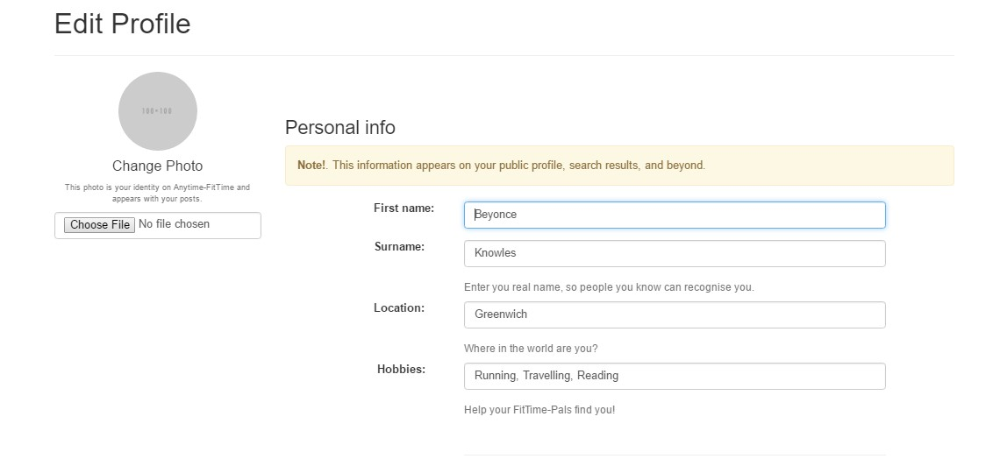 Edit Profile
100×100
Change Photo
This photo is your identity on Anytime-FitTime and
appears with your posts.
Choose File No file chosen
Personal info
Note!. This information appears on your public profile, search results, and beyond.
First name: Beyonce
Surname: Knowles
Enter you real name, so people you know can recognise you.
Location: Greenwich
Where in the world are you?
Hobbies: Running, Travelling, Reading
Help your FitTime-Pals find you!